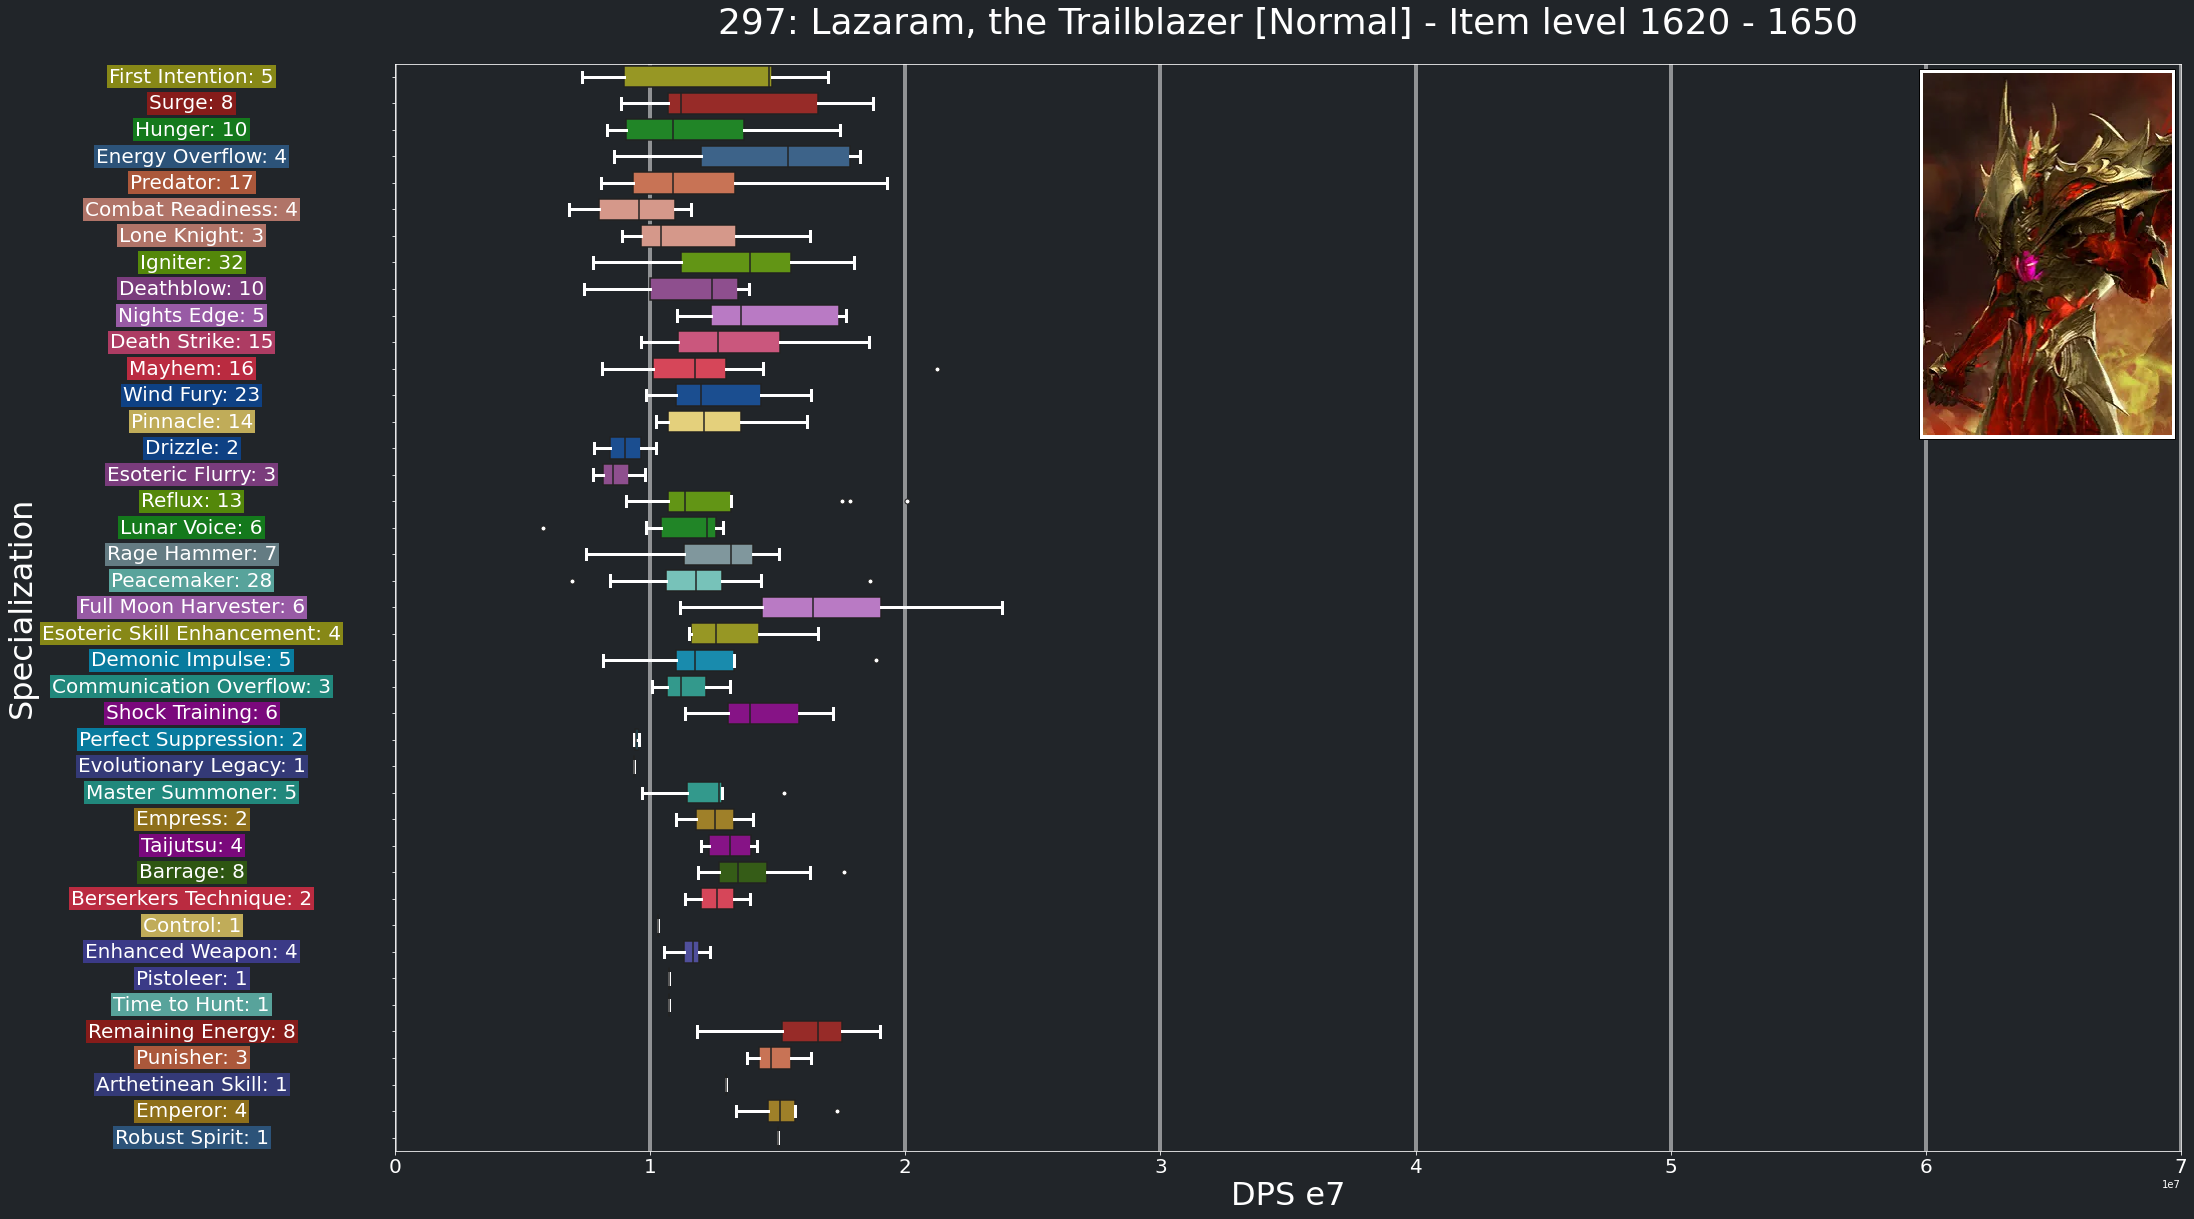 297: Lazaram, the Trailblazer [Normal] - Item level 1620 - 1650
Specialization
First Intention: 5
Surge: 8
Hunger: 10
Energy Overflow: 4
Predator: 17
Combat Readiness: 4
Lone Knight: 3
Igniter: 32
Deathblow: 10
Nights Edge: 5
Death Strike: 15
Mayhem: 16
Wind Fury: 23
Pinnacle: 14
Drizzle: 2
Esoteric Flurry: 3
Reflux: 13
Lunar Voice: 6
Rage Hammer: 7
Peacemaker: 28
Full Moon Harvester: 6
Esoteric Skill Enhancement: 4
Demonic Impulse: 5
Communication Overflow: 3
Shock Training: 6
Perfect Suppression: 2
Evolutionary Legacy: 1
Master Summoner: 5
Empress: 2
Taijutsu: 4
Barrage: 8
Berserkers Technique: 2
Control: 1
Enhanced Weapon: 4
Pistoleer: 1
Time to Hunt: 1
Remaining Energy: 8
Punisher: 3
Arthetinean Skill: 1
Emperor: 4
Robust Spirit: 1
0 1 2 3 4 5 6 7
1e7
DPS e7